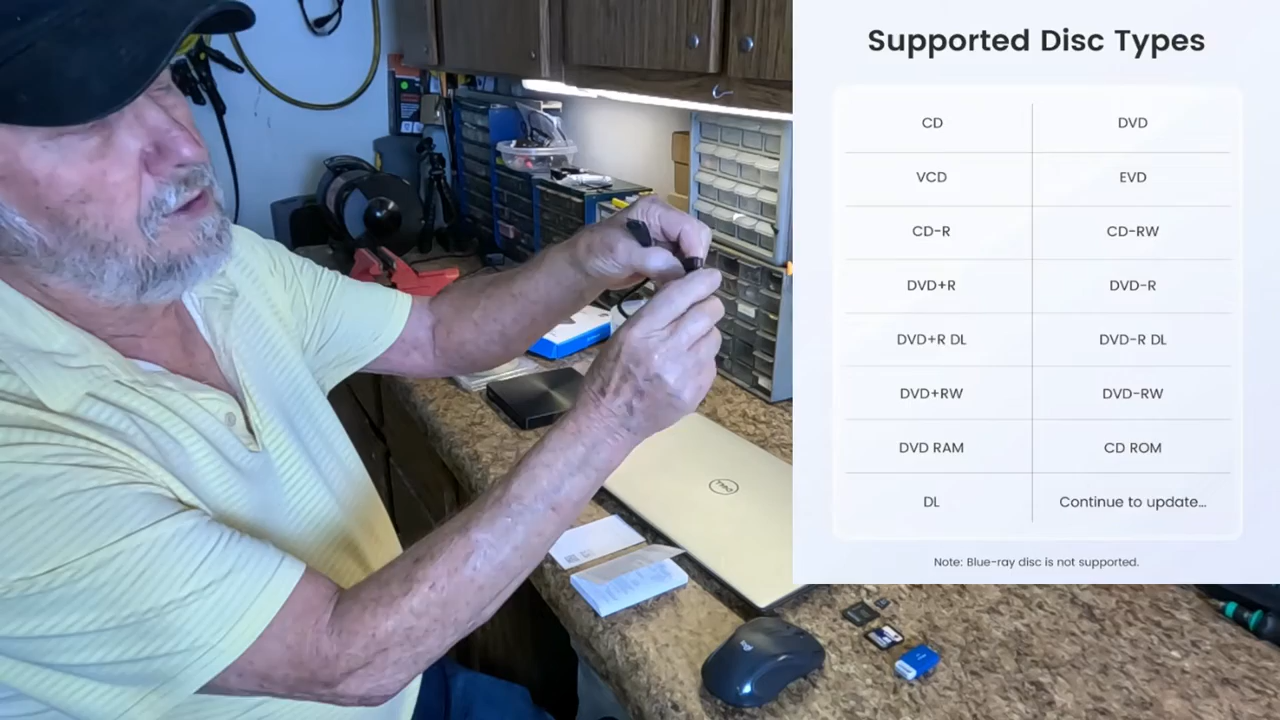 Supported Disc Types
CD DVD
VCD EVD
CD-R CD-RW
DVD+R DVD-R
DVD+R DL DVD-R DL
DVD+RW DVD-RW
DVD RAM CD ROM
DL Continue to update...
Note: Blue-ray disc is not supported.
DELL